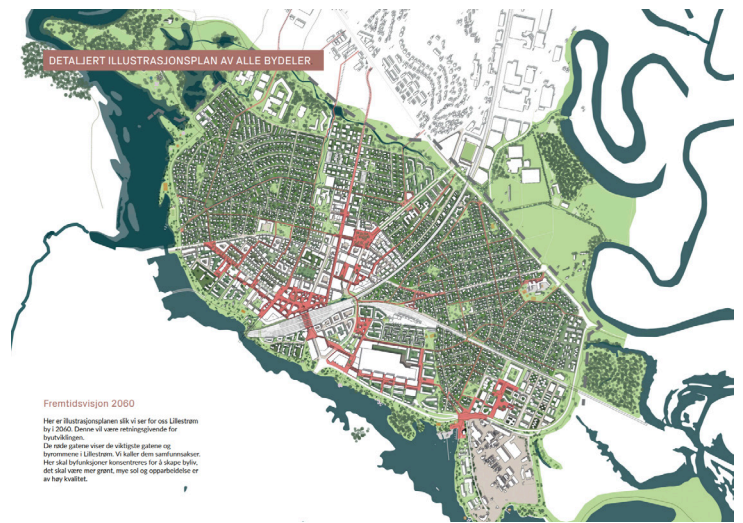 DETALJERT ILLUSTRASJONSPLAN AV ALLE BYDELER
Fremtidsvisjon 2060
Her er illustrasjonsplanen slik vi ser for oss Lillestrøm
by i 2060. Denne vil være retningsgivende for
byutviklingen.
De røde gatene viser de viktigste gatene og
byrommene i Lillestrøm. Vi kaller dem samfunnsakser.
Her skal byfunksjoner konsentreres for å skape byliv,
det skal være mer grønt, mye sol og opparbeidelse er
av høy kvalitet.